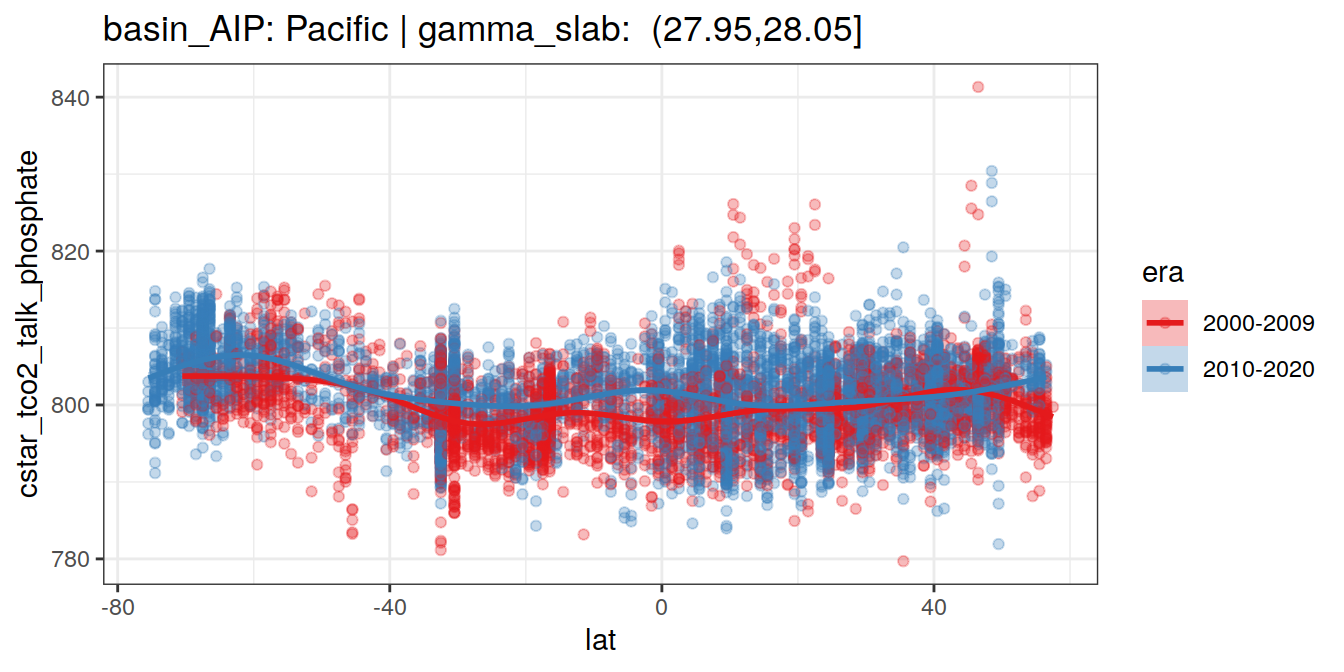 basin_AIP: Pacific | gamma_slab:  (27.95,28.05]
cstar_tco2_talk_phosphate
840
820
800
780
-80
-40
0
40
lat
era
2000-2009
2010-2020